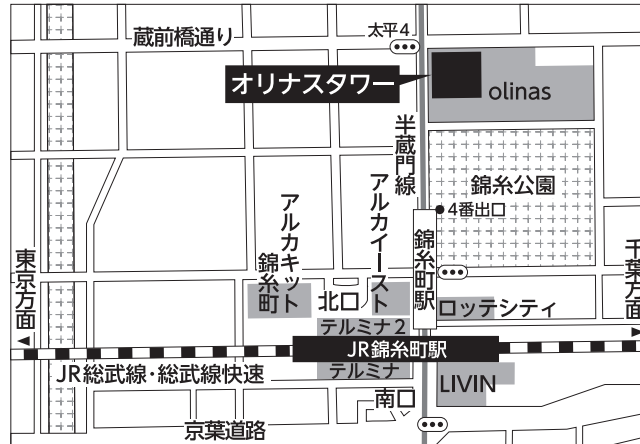 蔵前橋通り
太平4
オリナスタワー
olinas
半蔵門線
錦糸公園
4番出口
アルカキット
錦糸町
アルカイースト
錦糸町駅
東京方面
千葉方面
北口
ロッテシティ
テルミナ2
JR錦糸町駅
JR総武線・総武線快速
テルミナ
LIVIN
南口
京葉道路